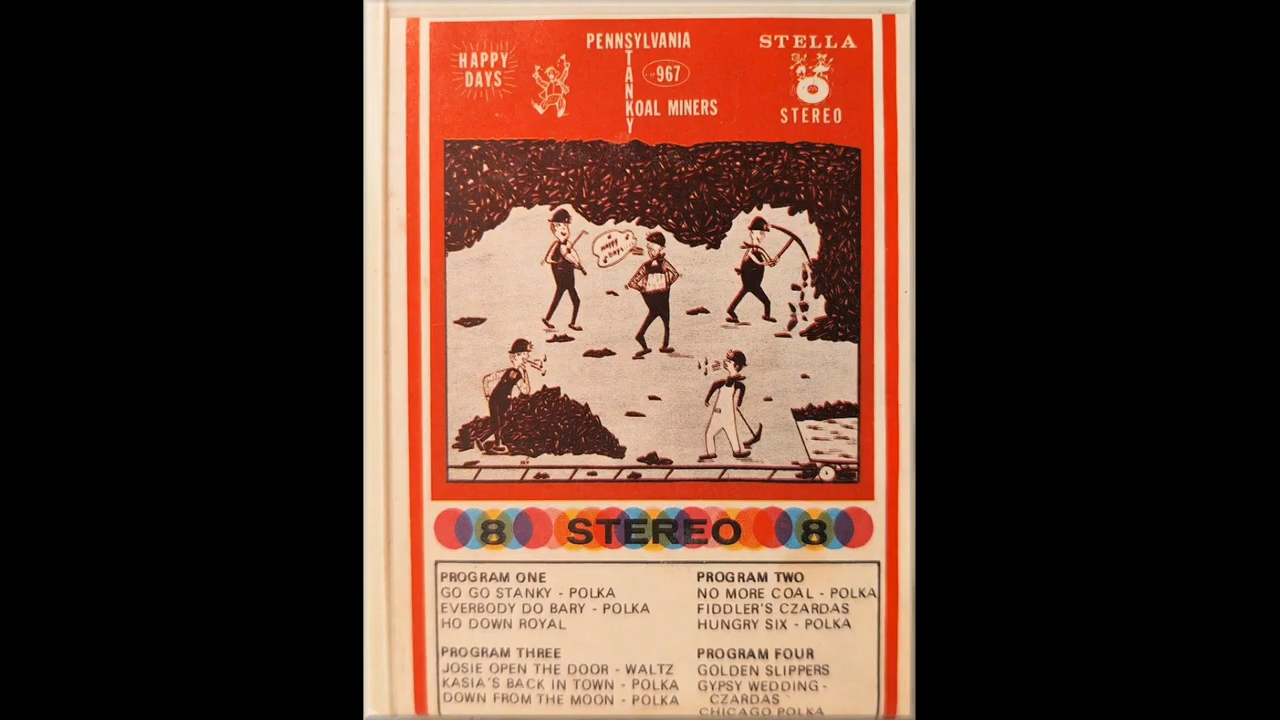 HAPPY
DAYS
PENNSYLVANIA
STANKY
967
KOAL MINERS
STELLA
8
STEREO
Happy
Days
8 STEREO 8
PROGRAM ONE
GO GO STANKY - POLKA
EVERBODY DO BARY - POLKA
HO DOWN ROYAL
PROGRAM TWO
NO MORE COAL - POLKA
FIDDLER'S CZARDAS
HUNGRY SIX - POLKA
PROGRAM THREE
JOSIE OPEN THE DOOR - WALTZ
KASIA'S BACK IN TOWN - POLKA
DOWN FROM THE MOON - POLKA
PROGRAM FOUR
GOLDEN SLIPPERS
GYPSY WEDDING -
CZARDAS
CHICAGO POLKA